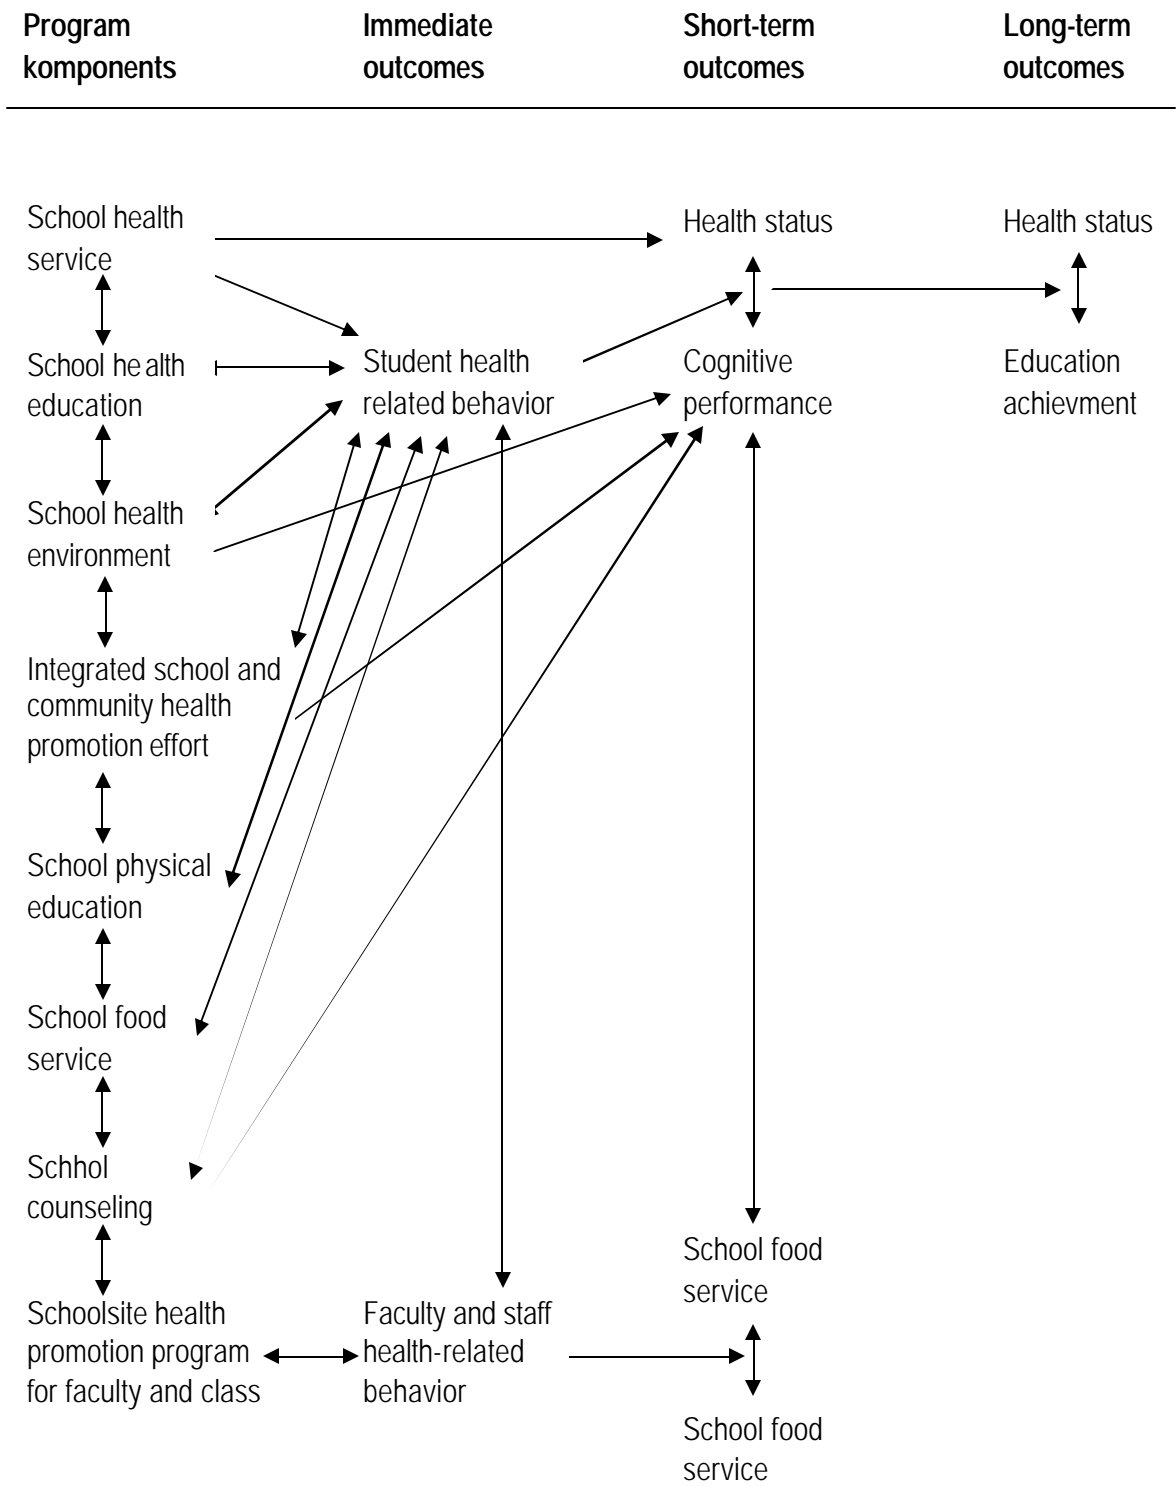 Program
komponents
Immediate
outcomes
Short-term
outcomes
Long-term
outcomes
School health
service
School health
education
School health
environment
Integrated school and
community health
promotion effort
School physical
education
School food
service
Schhol
counseling
Schoolsite health
promotion program
for faculty and class
Student health
related behavior
Faculty and staff
health-related
behavior
Health status
Cognitive
performance
School food
service
School food
service
Health status
Education
achievment